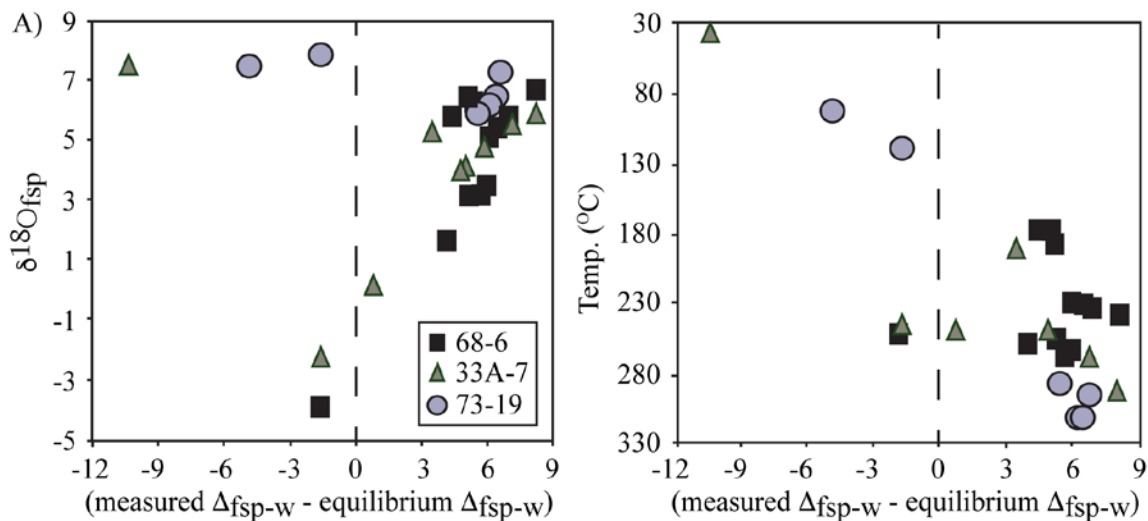 A)
δ18Ofsp
9
7
5
3
1
-1
-3
-5
68-6
33A-7
73-19
-12 -9 -6 -3 0 3 6 9
(measured Δfsp-w - equilibrium Δfsp-w)
Temp. (OC)
30
80
130
180
230
280
330
-12 -9 -6 -3 0 3 6 9
(measured Δfsp-w - equilibrium Δfsp-w)